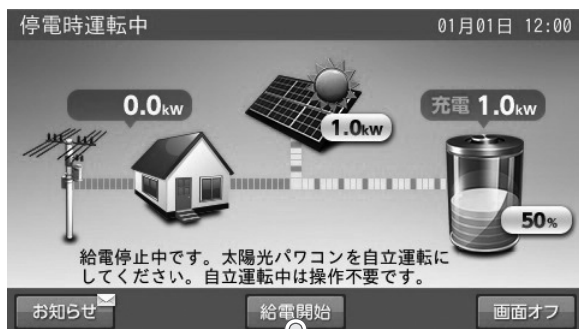 停電時運転中 01月01日 12:00
0.0kw
充電 1.0kw
1.0kw
50%
給電停止中です。太陽光パワコンを自立運転に
してください。自立運転中は操作不要です。
お知らせ 給電開始 画面オフ